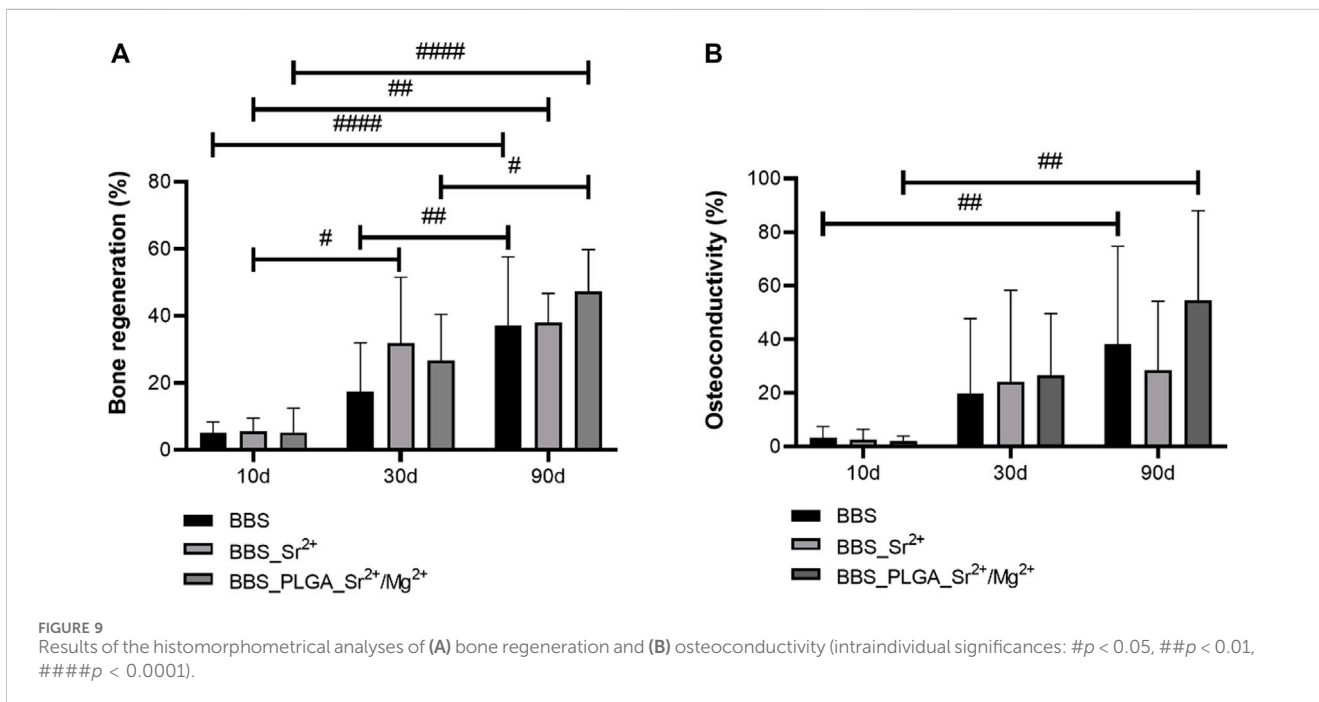 A
####
##
####
#
##
#
Bone regeneration (%)
80
60
40
20
0
10d 30d 90d
BBS
BBS_Sr²⁺
BBS_PLGA_Sr²⁺/Mg²⁺
B
##
##
Osteoconductivity (%)
100
80
60
40
20
0
10d 30d 90d
BBS
BBS_Sr²⁺
BBS_PLGA_Sr²⁺/Mg²⁺
FIGURE 9
Results of the histomorphometrical analyses of (A) bone regeneration and (B) osteoconductivity (intraindividual significances: #p < 0.05, ##p < 0.01,
####p < 0.0001).